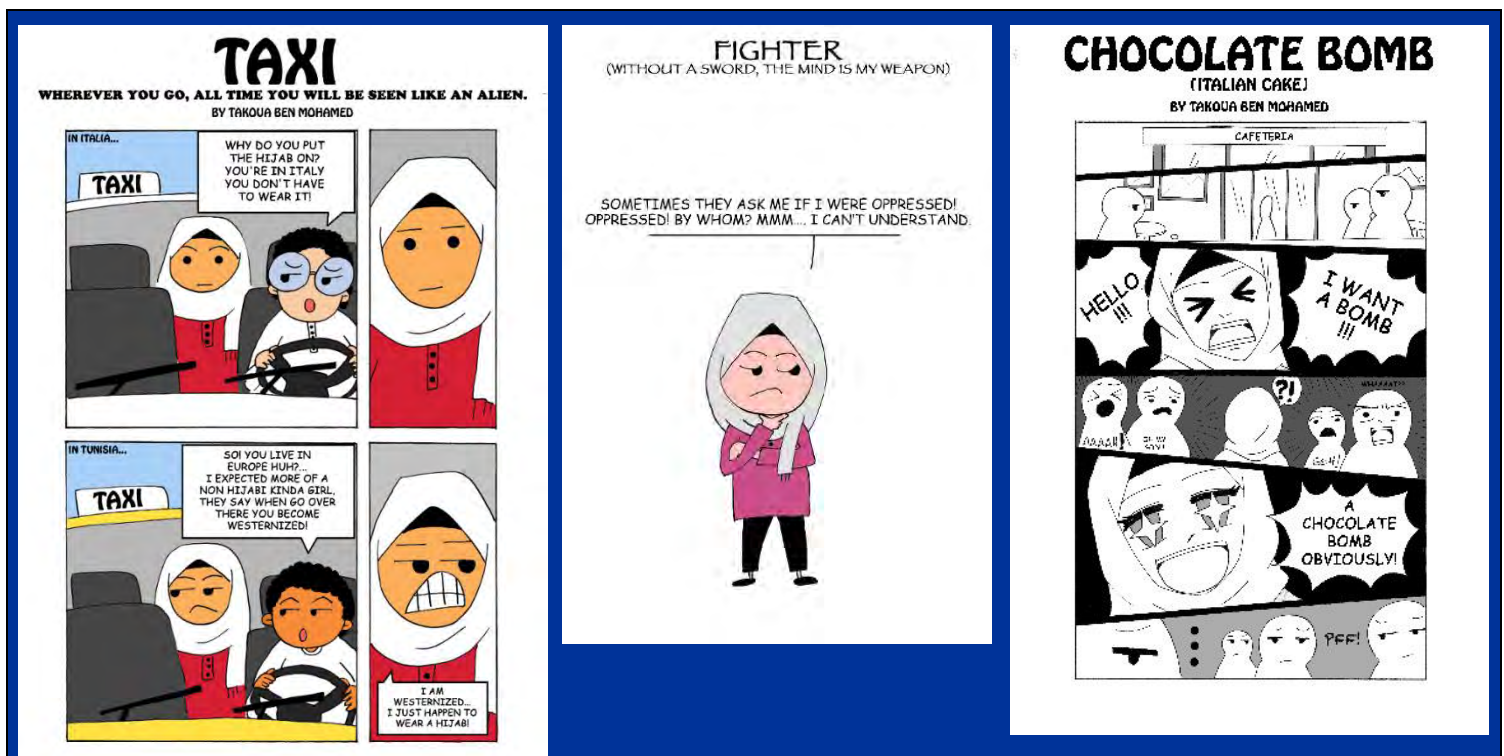 TAXI
WHEREVER YOU GO, ALL TIME YOU WILL BE SEEN LIKE AN ALIEN.
BY TAKOUA BEN MOHAMED
IN ITALIA...
WHY DO YOU PUT
THE HIJAB ON?
YOU'RE IN ITALY
YOU DON'T HAVE
TO WEAR IT!
TAXI
IN TUNISIA...
SO! YOU LIVE IN
EUROPE HUH?...
I EXPECTED MORE OF A
NON HIJABI KINDA GIRL,
THEY SAY WHEN GO OVER
THERE YOU BECOME
WESTERNIZED!
TAXI
I AM
WESTERNIZED...
I JUST HAPPEN TO
WEAR A HIJAB!
FIGHTER
(WITHOUT A SWORD, THE MIND IS MY WEAPON)
SOMETIMES THEY ASK ME IF I WERE OPPRESSED!
OPPRESSED! BY WHOM? MMM.... I CAN'T UNDERSTAND.
CHOCOLATE BOMB
(ITALIAN CAKE)
BY TAKOUA BEN MOHAMED
CAFETERIA
HELLO
!!!
I WANT
A BOMB
!!!
?!
A
CHOCOLATE
BOMB
OBVIOUSLY!
PFF!